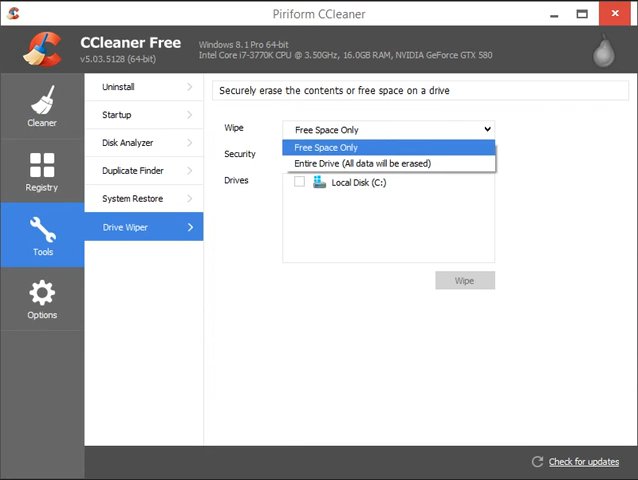 Piriform CCleaner
CCleaner Free
v5.03.5128 (64-bit)
Windows 8.1 Pro 64-bit
Intel Core i7-3770K CPU @ 3.50GHz, 16.0GB RAM, NVIDIA GeForce GTX 580
Cleaner
Registry
Tools
Options
Uninstall
Startup
Disk Analyzer
Duplicate Finder
System Restore
Drive Wiper
Securely erase the contents or free space on a drive
Wipe
Free Space Only
Free Space Only
Security
Entire Drive (All data will be erased)
Drives
Local Disk (C:)
Wipe
Check for updates